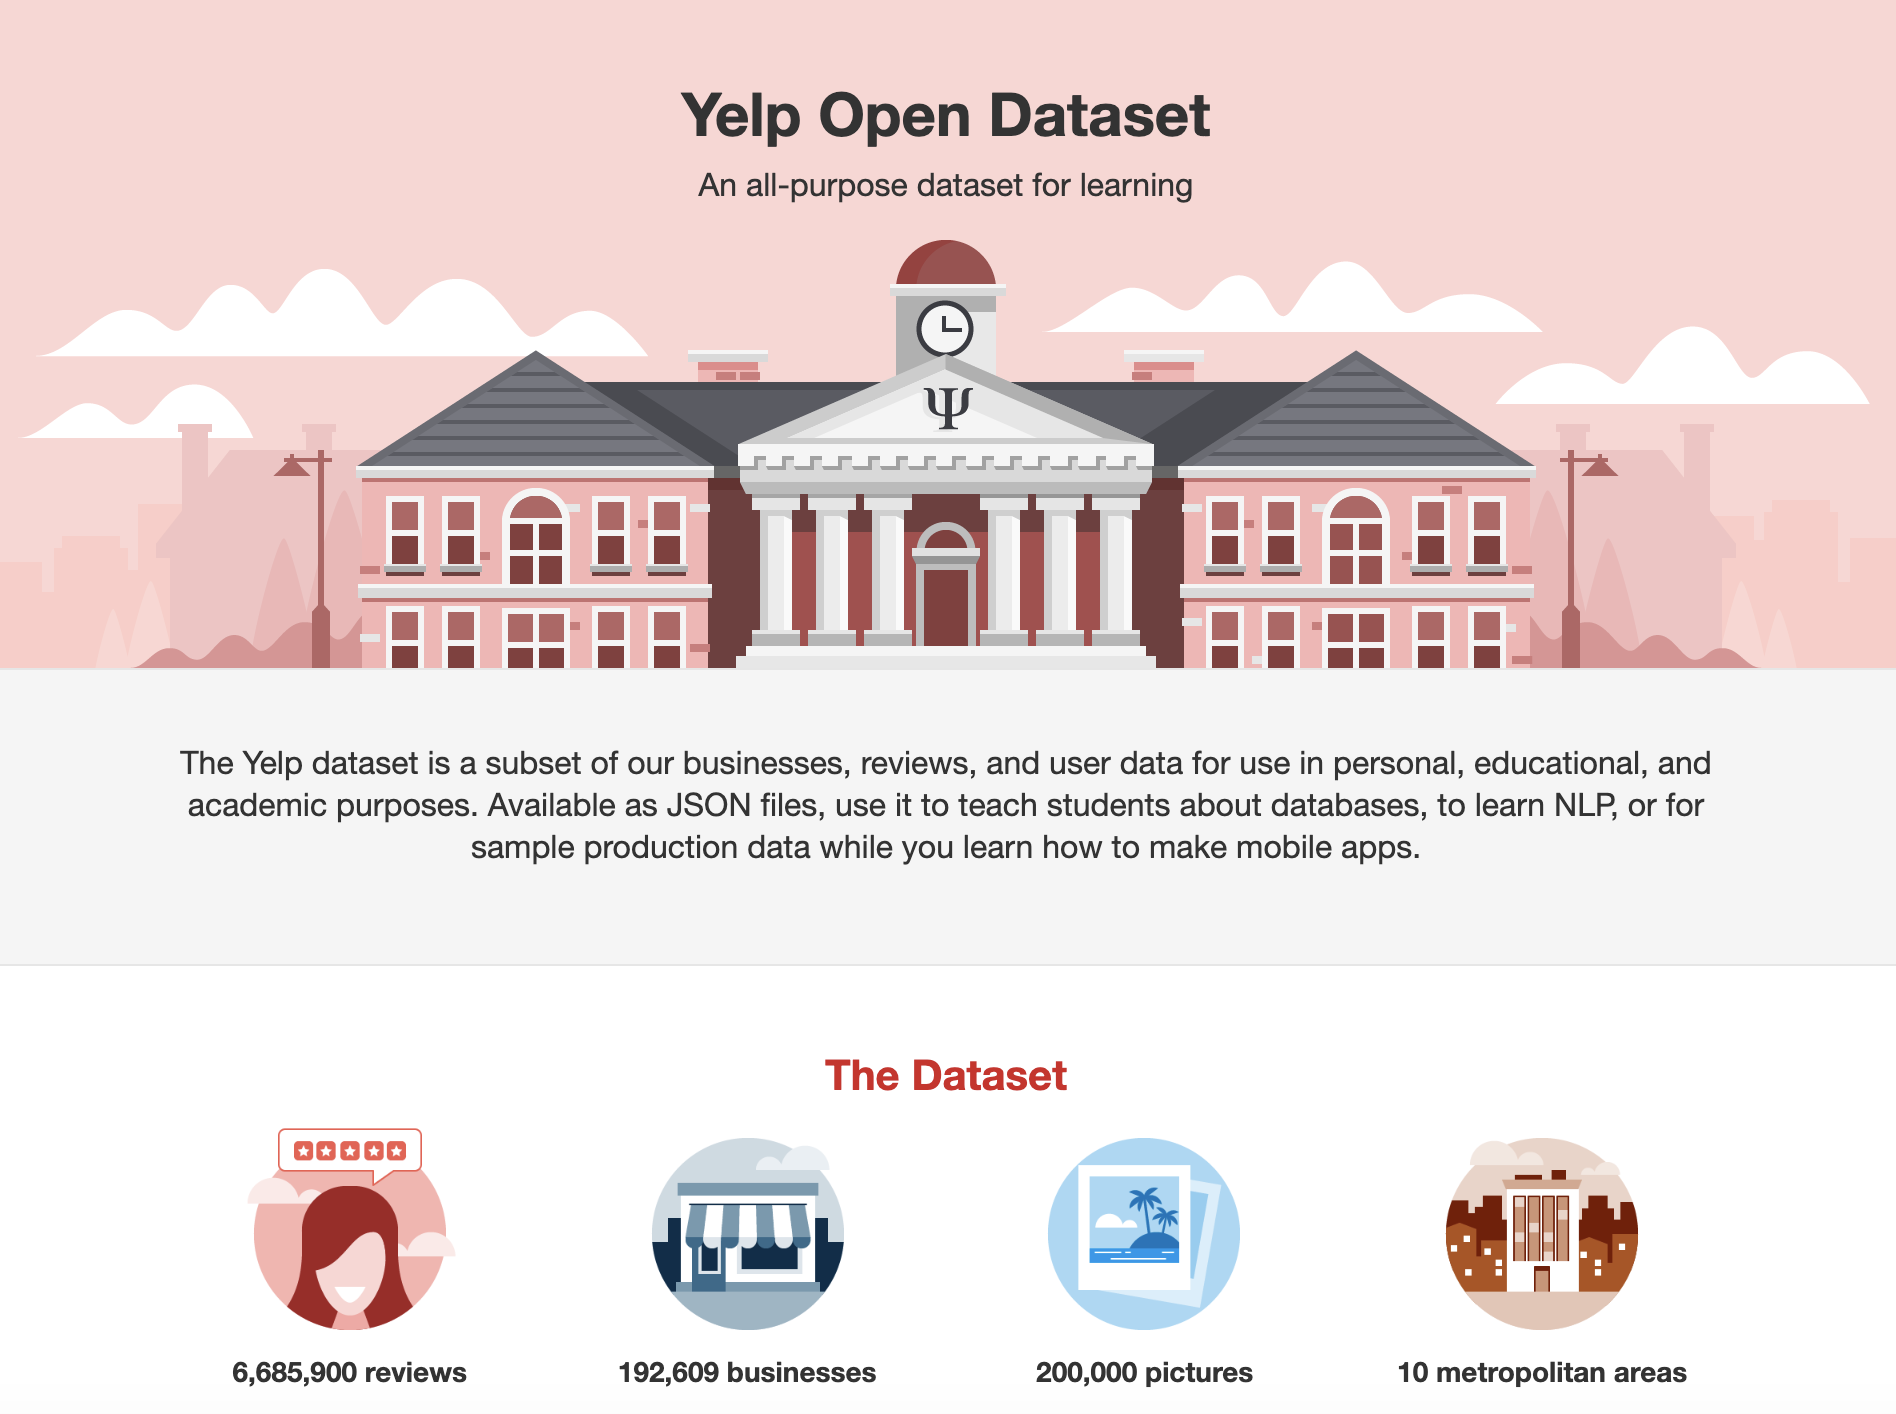 Yelp Open Dataset
An all-purpose dataset for learning
Ψ
The Yelp dataset is a subset of our businesses, reviews, and user data for use in personal, educational, and
academic purposes. Available as JSON files, use it to teach students about databases, to learn NLP, or for
sample production data while you learn how to make mobile apps.
The Dataset
6,685,900 reviews
192,609 businesses
200,000 pictures
10 metropolitan areas